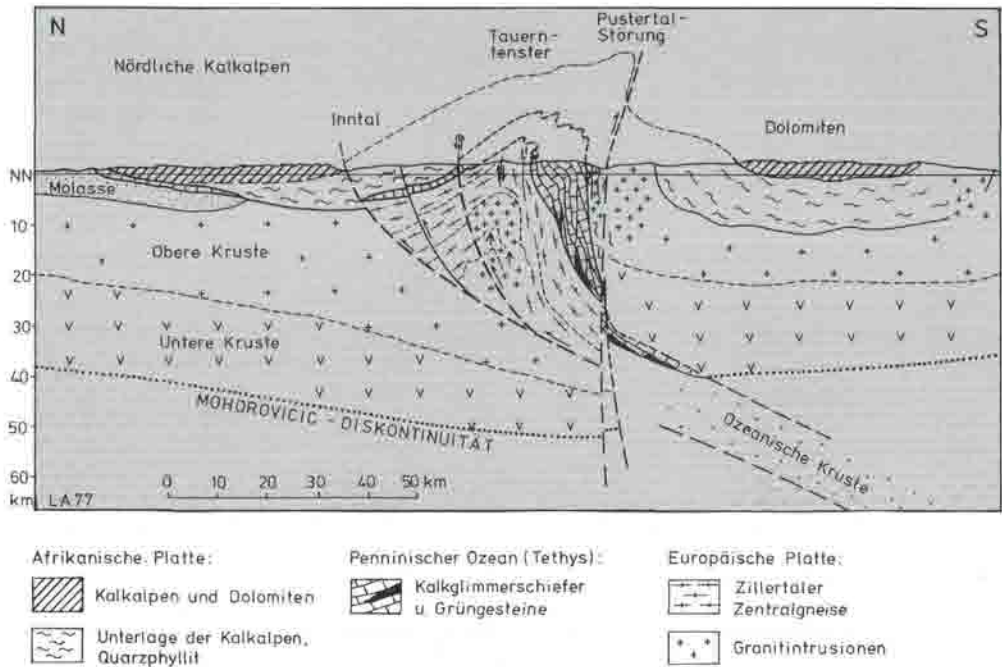 N
S
Nördliche Kalkalpen
Tauern-
fenster
Pustertal-
Störung
Inntal
Dolomiten
NN
Molasse
10
Obere Kruste
20
30
Untere Kruste
40
MOHOROVICIC-DISKONTINUITÄT
50
Ozeanische Kruste
60
km
LA77
0 10 20 30 40 50 km
Afrikanische Platte:
Kalkalpen und Dolomiten
Unterlage der Kalkalpen,
Quarzphyllit
Penninischer Ozean (Tethys):
Kalkglimmerschiefer
u. Grüngesteine
Europäische Platte:
Zillertaler
Zentralgneise
Granitintrusionen